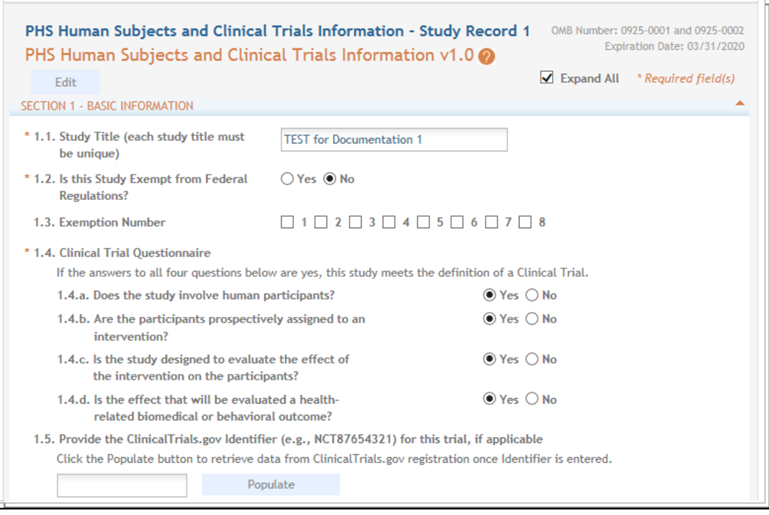 PHS Human Subjects and Clinical Trials Information - Study Record 1
OMB Number: 0925-0001 and 0925-0002
PHS Human Subjects and Clinical Trials Information v1.0 ?
Expiration Date: 03/31/2020
Edit
Expand All
* Required field(s)
SECTION 1 - BASIC INFORMATION
* 1.1. Study Title (each study title must
be unique)
TEST for Documentation 1
* 1.2. Is this Study Exempt from Federal
Regulations?
Yes No
1.3. Exemption Number
1 2 3 4 5 6 7 8
* 1.4. Clinical Trial Questionnaire
If the answers to all four questions below are yes, this study meets the definition of a Clinical Trial.
1.4.a. Does the study involve human participants?
Yes No
1.4.b. Are the participants prospectively assigned to an
intervention?
Yes No
1.4.c. Is the study designed to evaluate the effect of
the intervention on the participants?
Yes No
1.4.d. Is the effect that will be evaluated a health-
related biomedical or behavioral outcome?
Yes No
1.5. Provide the ClinicalTrials.gov Identifier (e.g., NCT87654321) for this trial, if applicable
Click the Populate button to retrieve data from ClinicalTrials.gov registration once Identifier is entered.
Populate